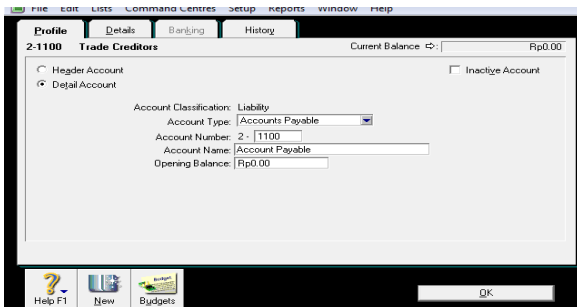 File Edit Lists Command Centres Setup Reports Window Help
Profile Details Banking History
2-1100 Trade Creditors Current Balance ⇨: Rp0.00
Header Account Inactive Account
Detail Account
Account Classification: Liability
Account Type: Accounts Payable
Account Number: 2 - 1100
Account Name: Account Payable
Opening Balance: Rp0.00
Budget
Help F1 New Budgets OK